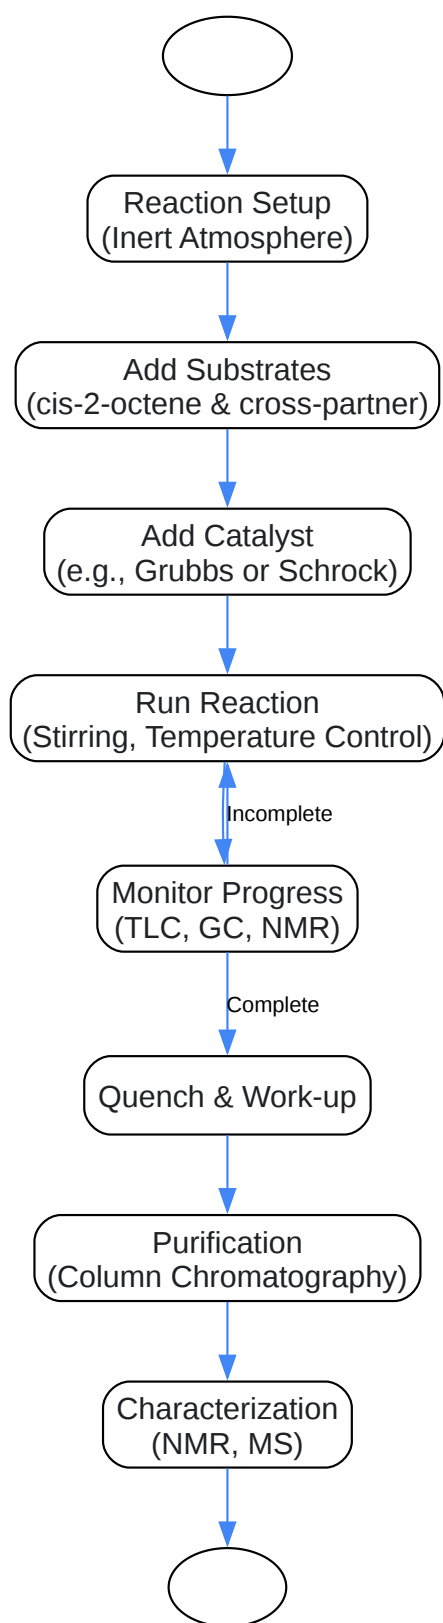 Reaction Setup
(Inert Atmosphere)
Add Substrates
(cis-2-octene & cross-partner)
Add Catalyst
(e.g., Grubbs or Schrock)
Run Reaction
(Stirring, Temperature Control)
Incomplete
Monitor Progress
(TLC, GC, NMR)
Complete
Quench & Work-up
Purification
(Column Chromatography)
Characterization
(NMR, MS)